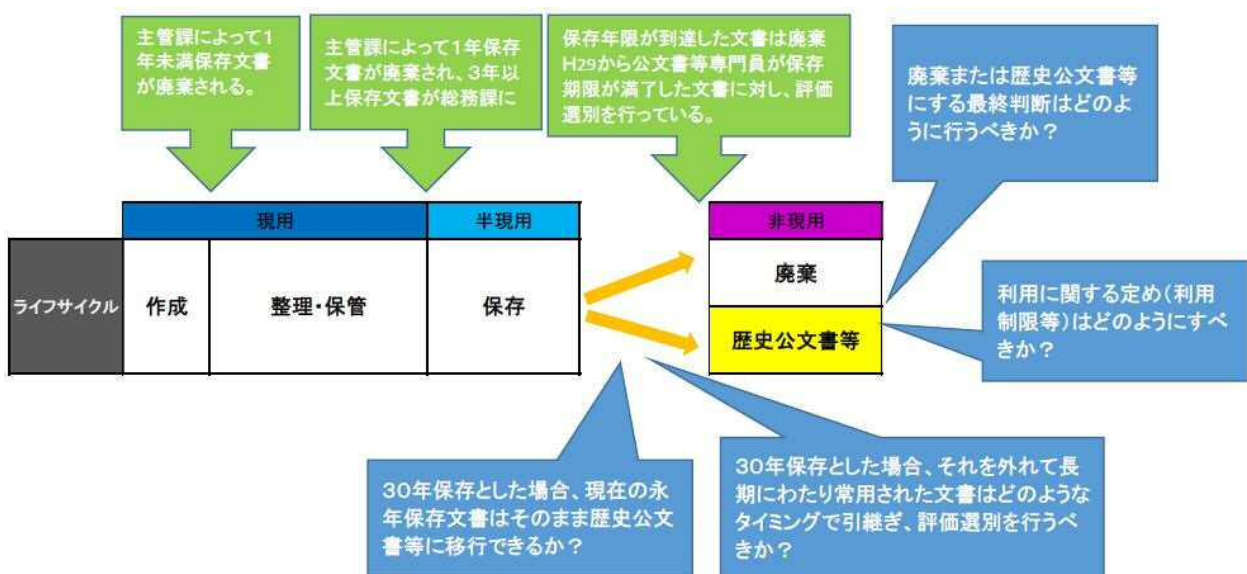 主管課によって１
年未満保存文書
が廃棄される。
主管課によって１年保存
文書が廃棄され、３年以
上保存文書が総務課に
保存年限が到達した文書は廃棄
H29から公文書等専門員が保存
期限が満了した文書に対し、評価
選別を行っている。
廃棄または歴史公文書等
にする最終判断はどのよ
うに行うべきか？
現用
半現用
非現用
ライフサイクル
作成
整理・保管
保存
廃棄
歴史公文書等
利用に関する定め（利用
制限等）はどのようにすべ
きか？
３０年保存とした場合、現在の永
年保存文書はそのまま歴史公文
書等に移行できるか？
３０年保存とした場合、それを外れて長
期にわたり常用された文書はどのような
タイミングで引継ぎ、評価選別を行うべ
きか？